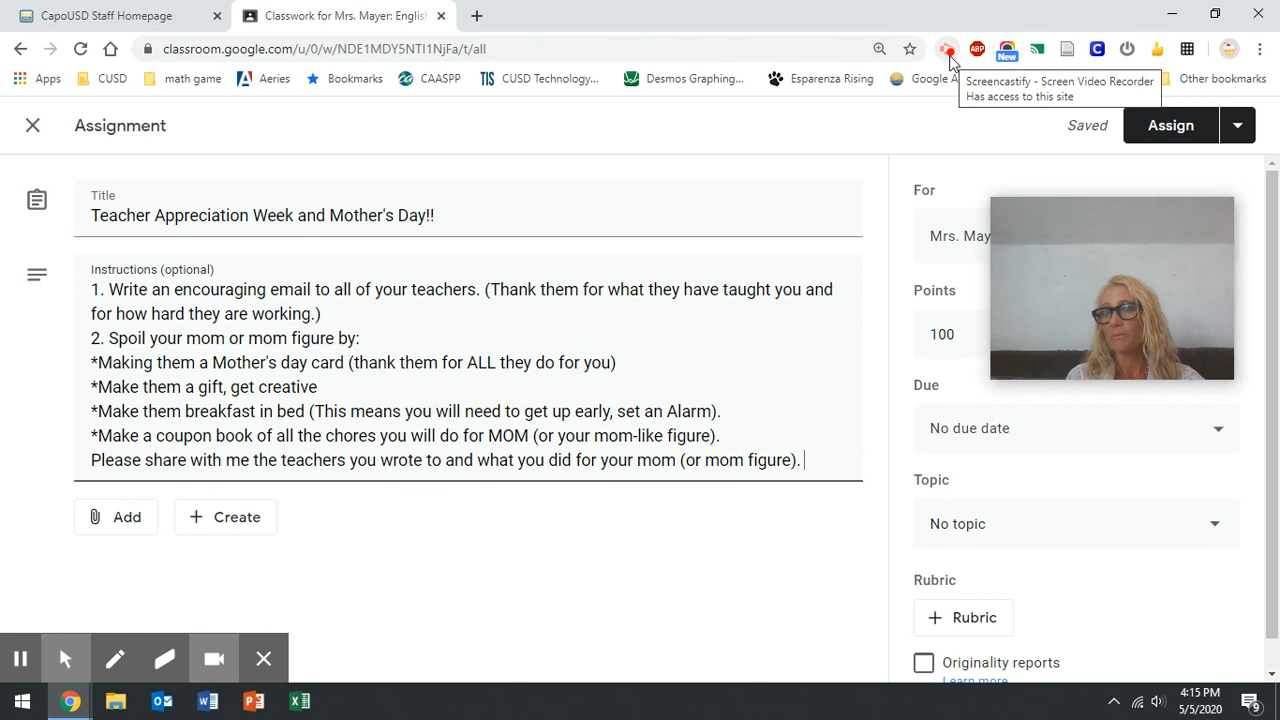 CapoUSD Staff Homepage
Classwork for Mrs. Mayer: Englis
classroom.google.com/u/0/w/NDE1MDY5NTI1NjFa/t/all
ABP
New
Apps CUSD math game Aeries Bookmarks CAASPP TIS CUSD Technology... Desmos Graphing... Esparenza Rising Google A Other bookmarks
Screencastify - Screen Video Recorder
Has access to this site
Assignment
Saved
Assign
Title
Teacher Appreciation Week and Mother's Day!!
Instructions (optional)
1. Write an encouraging email to all of your teachers. (Thank them for what they have taught you and
for how hard they are working.)
2. Spoil your mom or mom figure by:
*Making them a Mother's day card (thank them for ALL they do for you)
*Make them a gift, get creative
*Make them breakfast in bed (This means you will need to get up early, set an Alarm).
*Make a coupon book of all the chores you will do for MOM (or your mom-like figure).
Please share with me the teachers you wrote to and what you did for your mom (or mom figure).
Add
Create
For
Mrs. May
Points
100
Due
No due date
Topic
No topic
Rubric
Rubric
Originality reports
Learn more
4:15 PM
5/5/2020
9